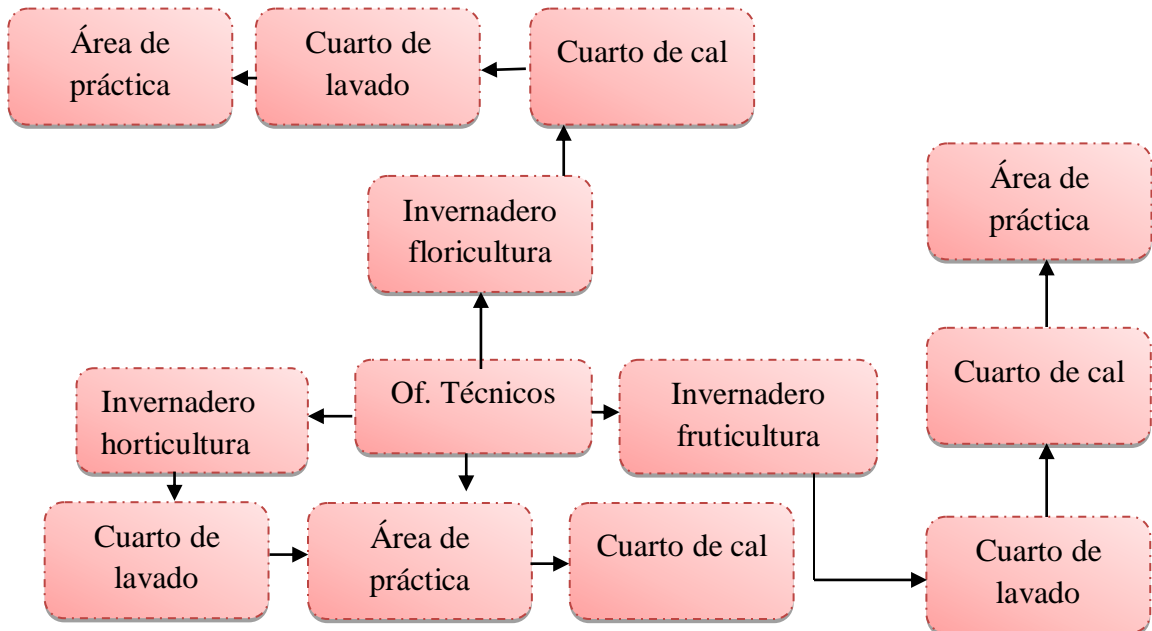 Área de
práctica
Cuarto de
lavado
Cuarto de cal
Invernadero
floricultura
Área de
práctica
Cuarto de cal
Invernadero
horticultura
Of. Técnicos
Invernadero
fruticultura
Cuarto de
lavado
Área de
práctica
Cuarto de cal
Cuarto de
lavado